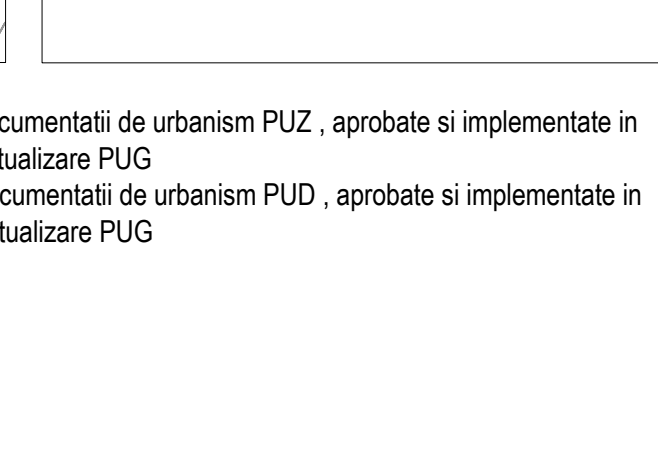 cumentatii de urbanism PUZ , aprobate si implementate in
tualizare PUG
cumentatii de urbanism PUD , aprobate si implementate in
tualizare PUG